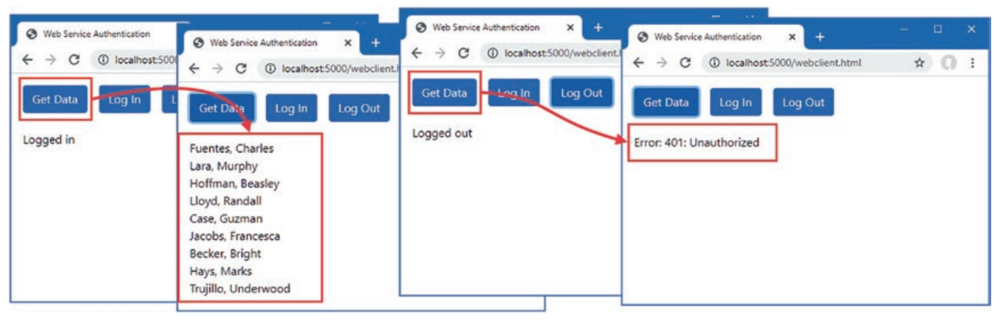 Web Service Authentication
localhost:500
Get Data Log In L
Logged in
Web Service Authentication
localhost:5000/webclient.h
Get Data Log In Log Out
Fuentes, Charles
Lara, Murphy
Hoffman, Beasley
Lloyd, Randall
Case, Guzman
Jacobs, Francesca
Becker, Bright
Hays, Marks
Trujillo, Underwood
Web Service Authentication
localhost:5000/webclient.h
Get Data Log In Log Out
Logged out
Web Service Authentication
localhost:5000/webclient.html
Get Data Log In Log Out
Error: 401: Unauthorized